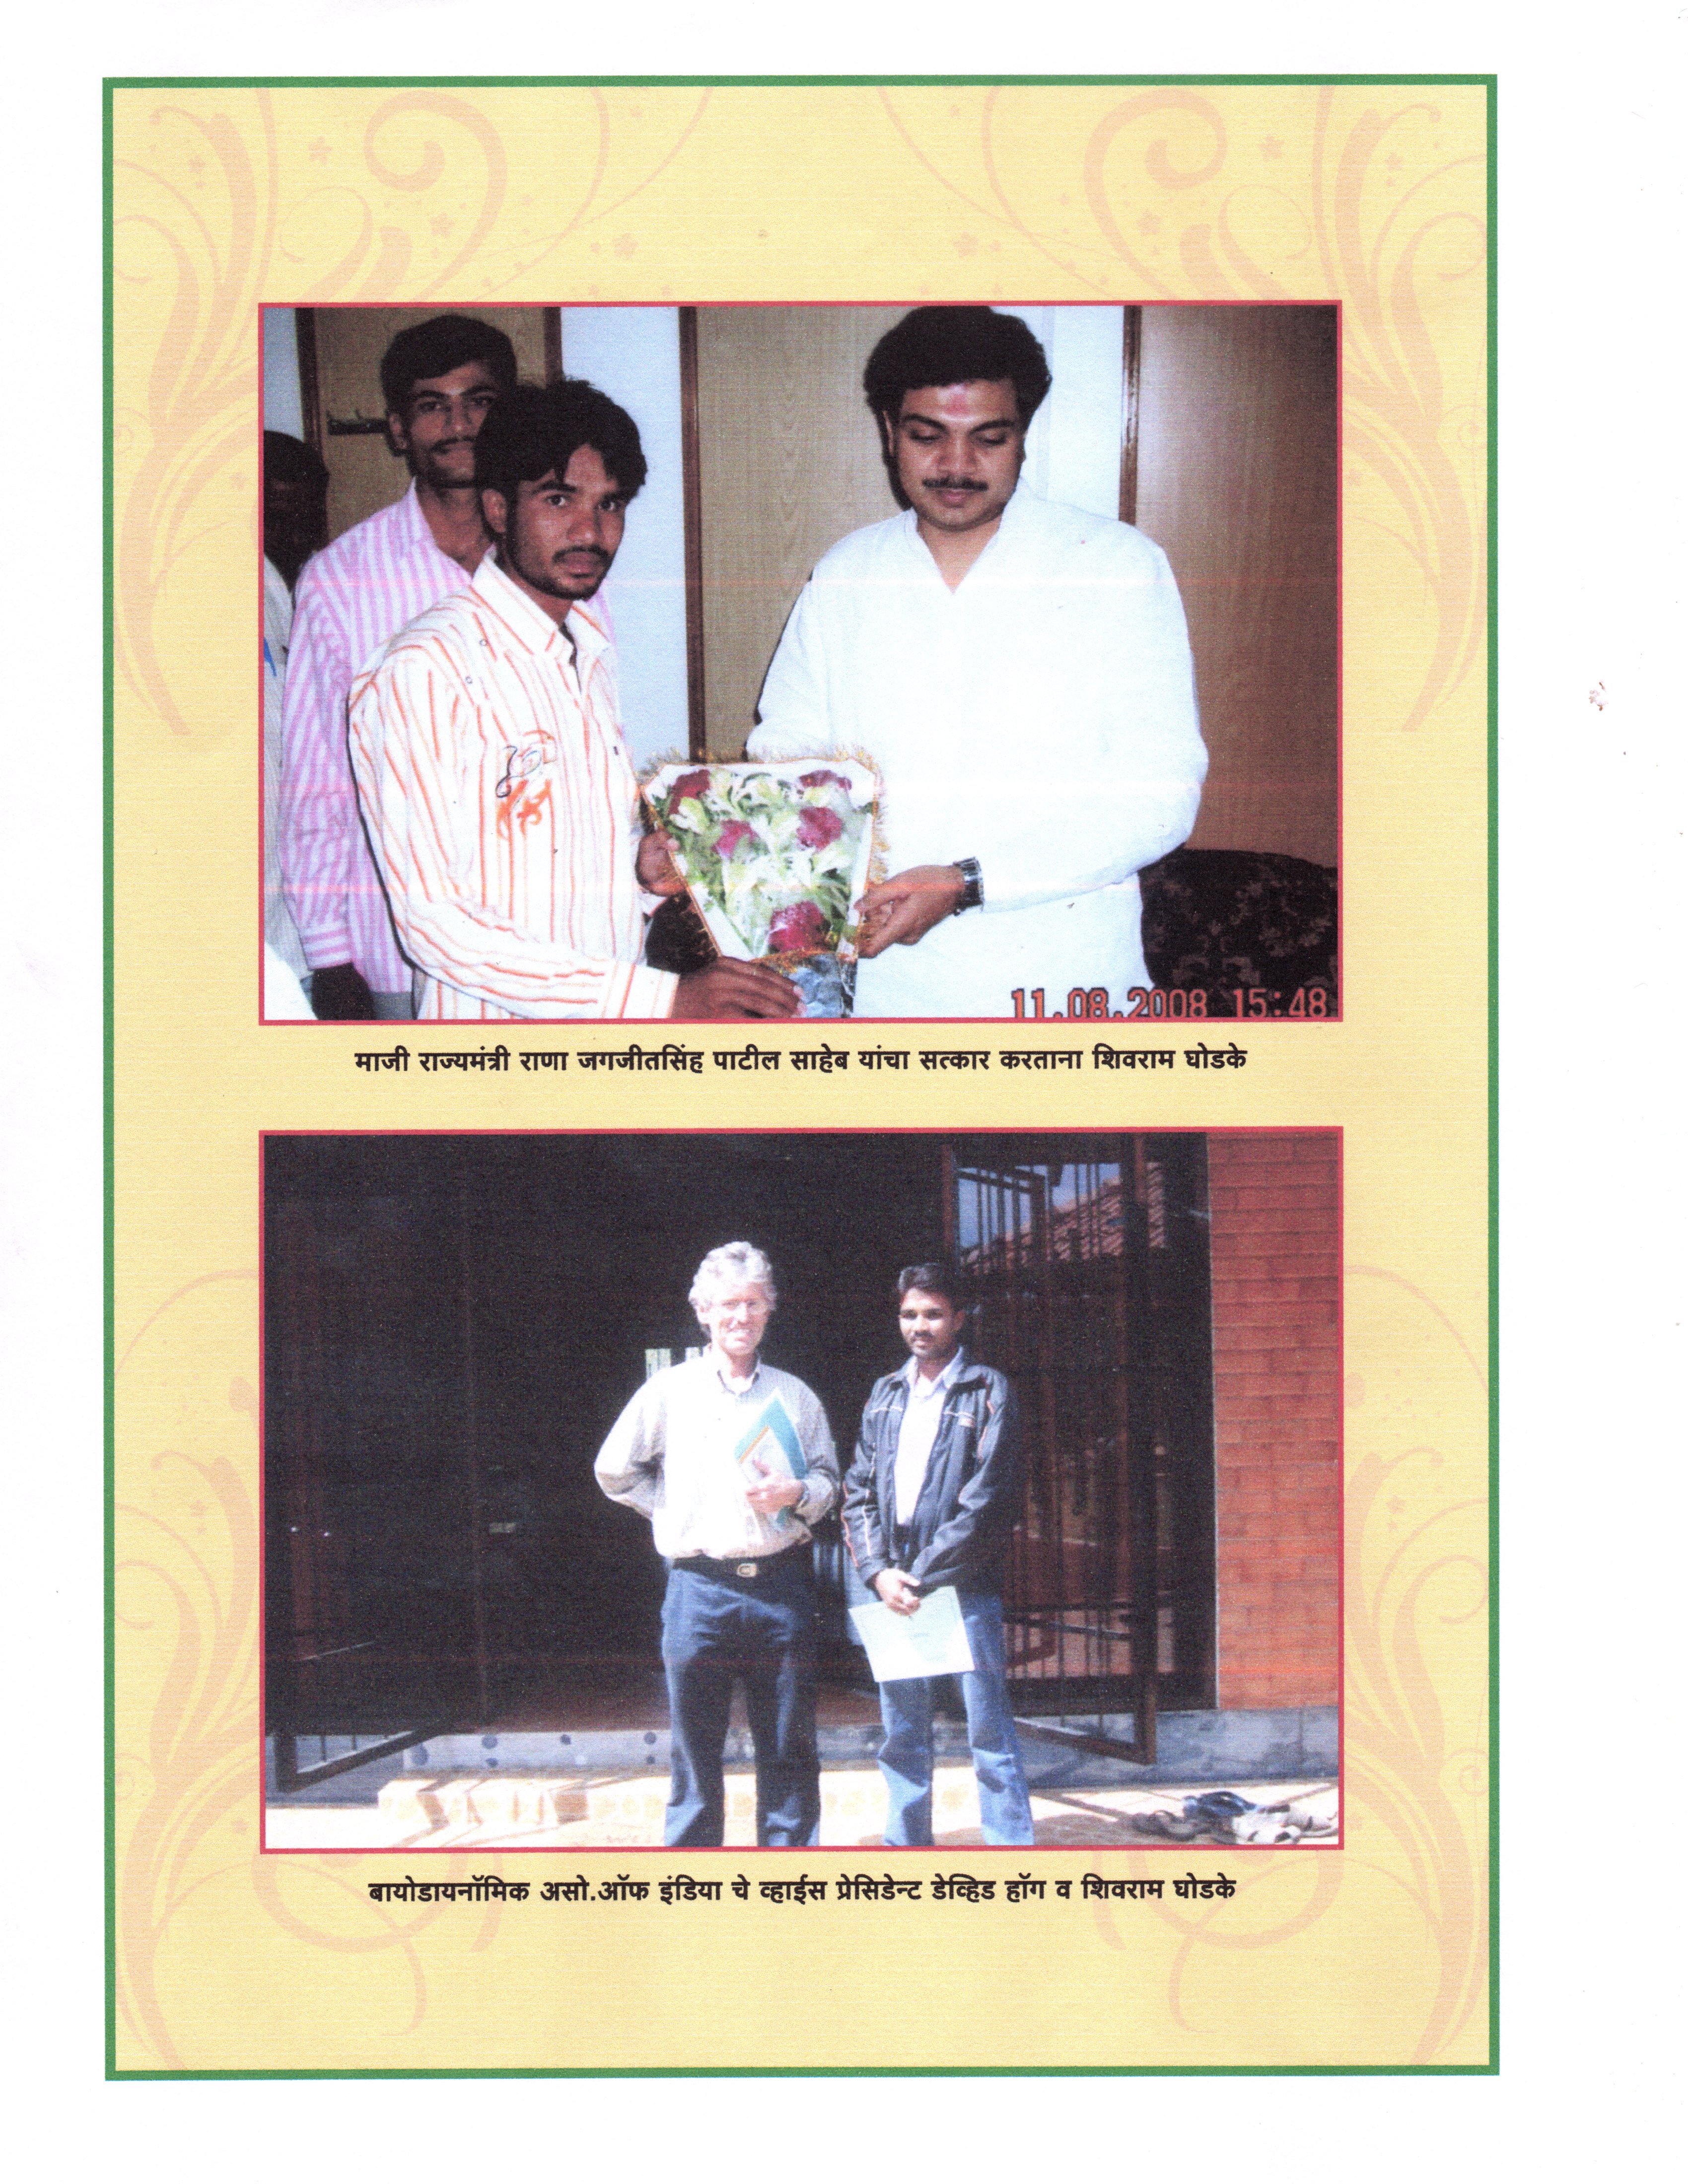 11.08.2008 15:48
माजी राज्यमंत्री राणा जगजीतसिंह पाटील साहेब यांचा सत्कार करताना शिवराम घोडके
बायोडायनॉमिक असो.ऑफ इंडिया चे व्हाईस प्रेसिडेन्ट डेव्हिड हॉग व शिवराम घोडके